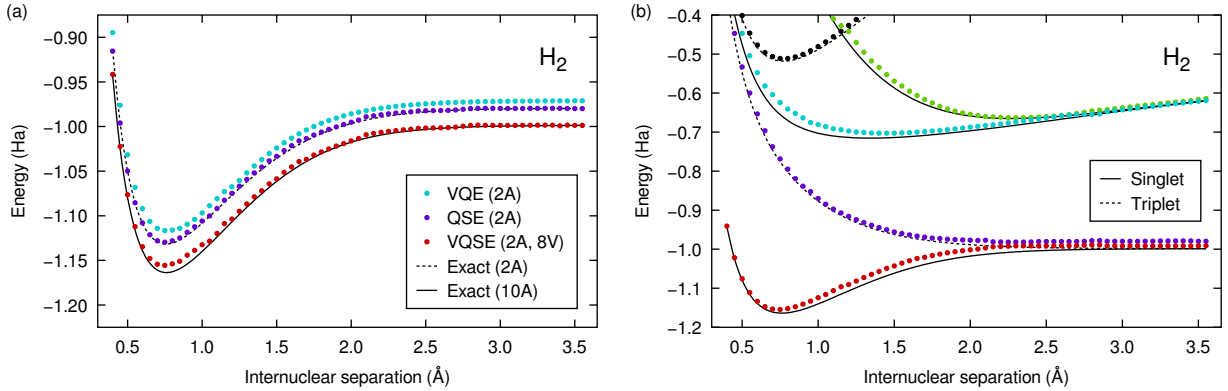 (a)
H2
Energy (Ha)
−0.90
−0.95
−1.00
−1.05
−1.10
−1.15
−1.20
VQE (2A)
QSE (2A)
VQSE (2A, 8V)
Exact (2A)
Exact (10A)
0.5 1.0 1.5 2.0 2.5 3.0 3.5
Internuclear separation (Å)
(b)
H2
Energy (Ha)
−0.4
−0.5
−0.6
−0.7
−0.8
−0.9
−1.0
−1.1
−1.2
Singlet
Triplet
0.5 1.0 1.5 2.0 2.5 3.0 3.5
Internuclear separation (Å)